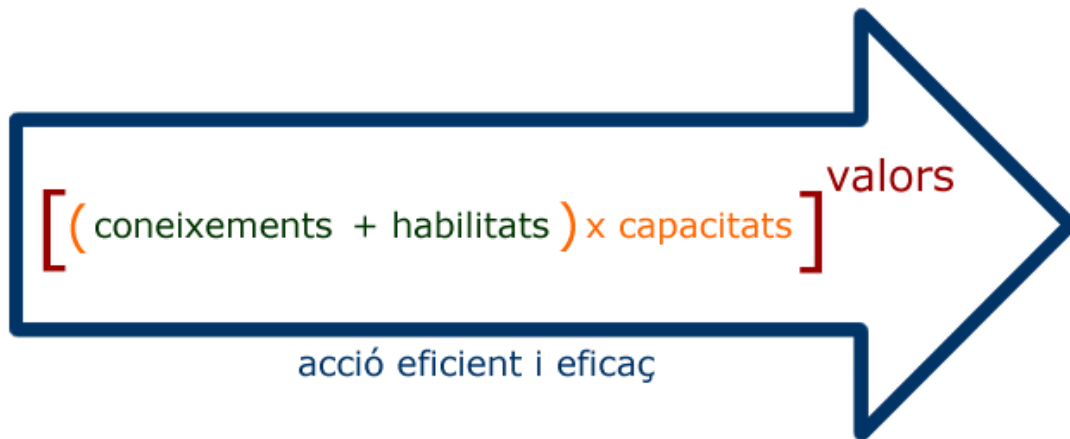 [(coneixements + habilitats) x capacitats] valors
acció eficient i eficaç